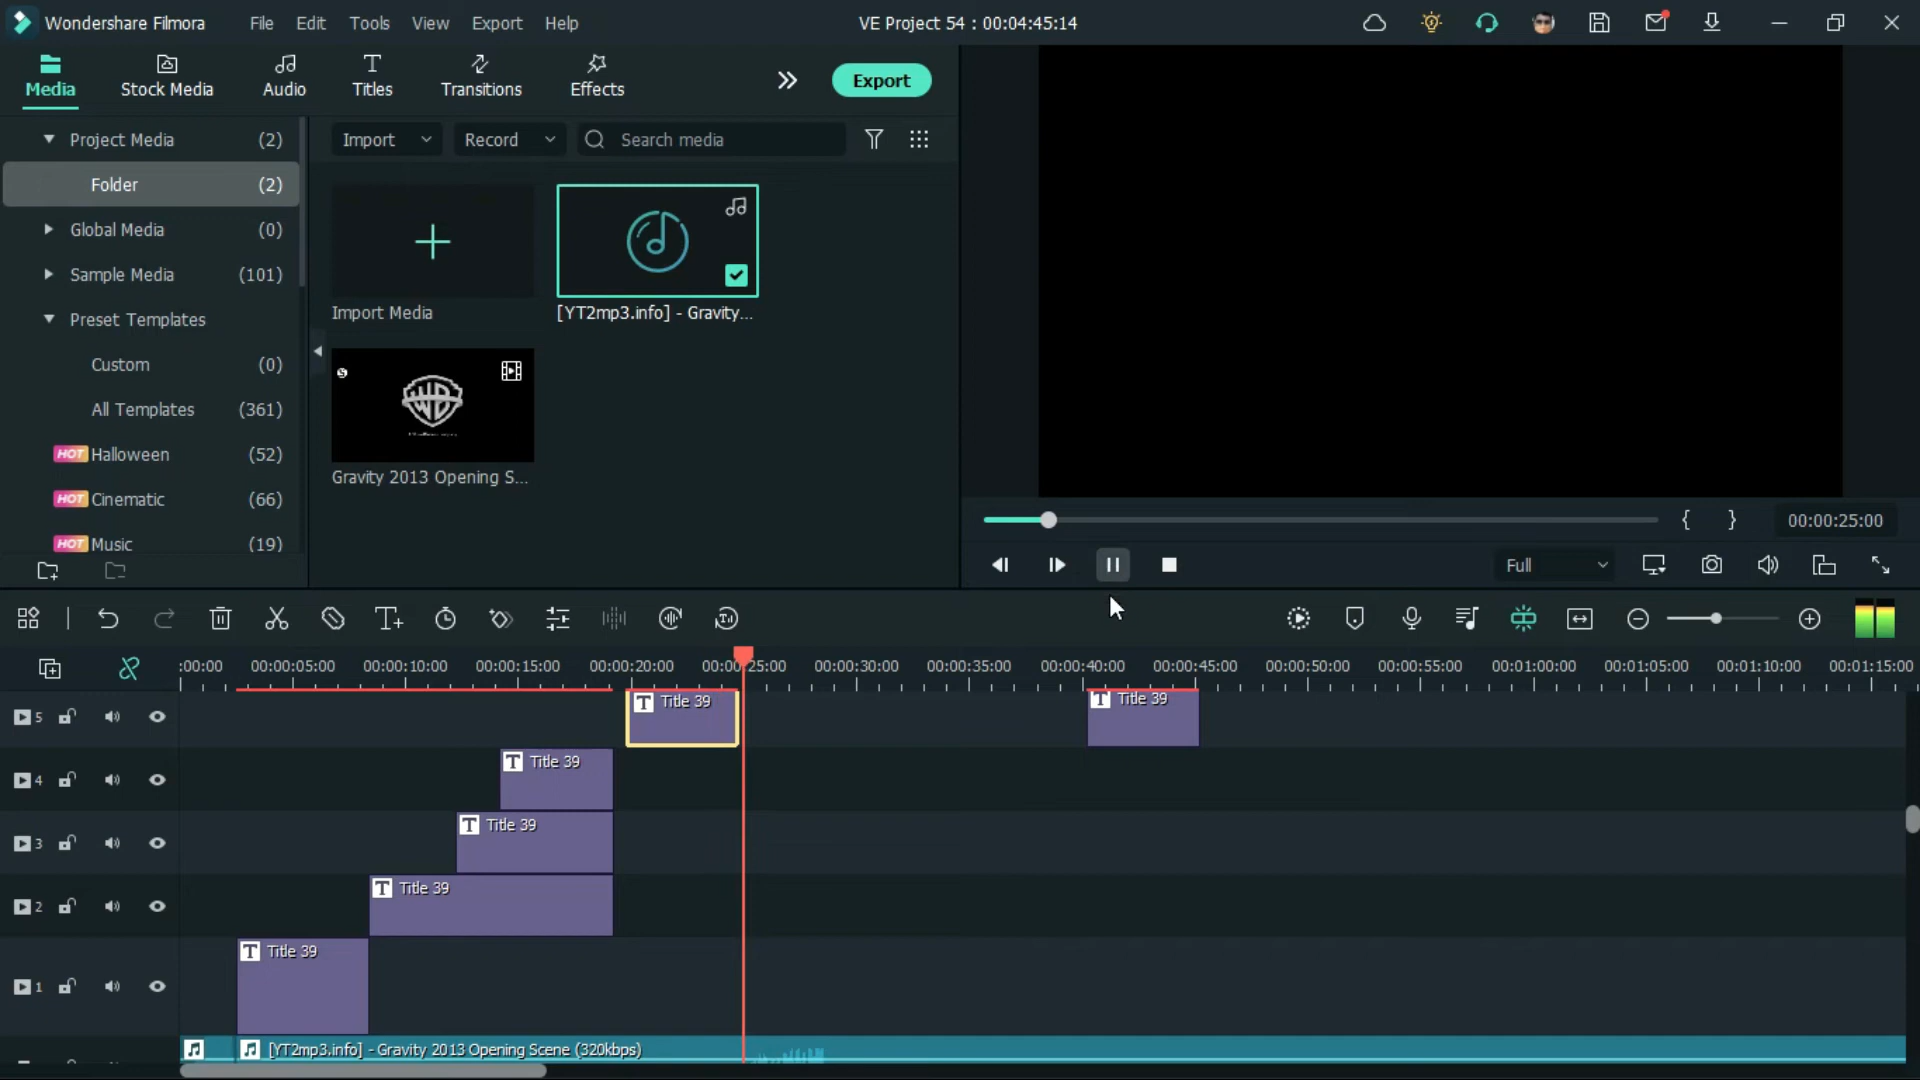 Wondershare Filmora File Edit Tools View Export Help VE Project 54 : 00:04:45:14
Media Stock Media Audio Titles Transitions Effects Export
Project Media (2)
Folder (2)
Global Media (0)
Sample Media (101)
Preset Templates
Custom (0)
All Templates (361)
HOT Halloween (52)
HOT Cinematic (66)
HOT Music (19)
Import Record Search media
Import Media
[YT2mp3.info] - Gravity...
WB
Gravity 2013 Opening S...
00:00:25:00
Full
:00:00 00:00:05:00 00:00:10:00 00:00:15:00 00:00:20:00 00:00:25:00 00:00:30:00 00:00:35:00 00:00:40:00 00:00:45:00 00:00:50:00 00:00:55:00 00:01:00:00 00:01:05:00 00:01:10:00 00:01:15:00
5 T Title 39 T Title 39
4 T Title 39
3 T Title 39
2 T Title 39
1 T Title 39
[YT2mp3.info] - Gravity 2013 Opening Scene (320kbps)